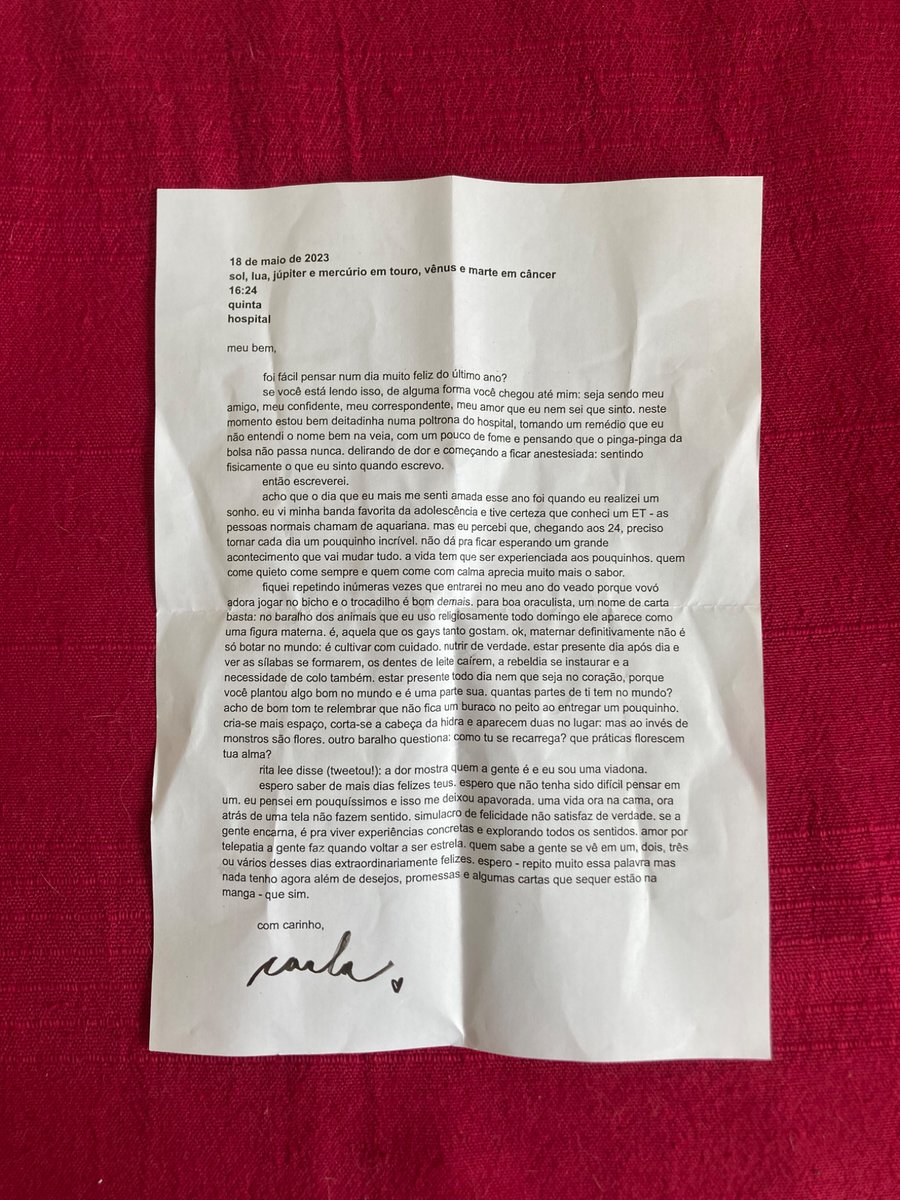 18 de maio de 2023
sol, lua, júpiter e mercúrio em touro, vênus e marte em câncer
16:24
quinta
hospital
meu bem,
foi fácil pensar num dia muito feliz do último ano?
se você está lendo isso, de alguma forma você chegou até mim: seja sendo meu
amigo, meu confidente, meu correspondente, meu amor que eu nem sei que sinto. neste
momento estou bem deitadinha numa poltrona do hospital, tomando um remédio que eu
não entendi o nome bem na veia, com um pouco de fome e pensando que o pinga-pinga da
bolsa não passa nunca. delirando de dor e começando a ficar anestesiada: sentindo
fisicamente o que eu sinto quando escrevo.
então escreverei.
acho que o dia que eu mais me senti amada esse ano foi quando eu realizei um
sonho. eu vi minha banda favorita da adolescência e tive certeza que conheci um ET - as
pessoas normais chamam de aquariana. mas eu percebi que, chegando aos 24, preciso
tornar cada dia um pouquinho incrível. não dá pra ficar esperando um grande
acontecimento que vai mudar tudo. a vida tem que ser experienciada aos pouquinhos. quem
come quieto come sempre e quem come com calma aprecia muito mais o sabor.
fiquei repetindo inúmeras vezes que entrarei no meu ano do veado porque vovó
adora jogar no bicho e o trocadilho é bom demais. para boa oraculista, um nome de carta
basta: no baralho dos animais que eu uso religiosamente todo domingo ele aparece como
uma figura materna. é, aquela que os gays tanto gostam. ok, maternar definitivamente não é
só botar no mundo: é cultivar com cuidado. nutrir de verdade. estar presente dia após dia e
ver as sílabas se formarem, os dentes de leite caírem, a rebeldia se instaurar e a
necessidade de colo também. estar presente todo dia nem que seja no coração, porque
você plantou algo bom no mundo e é uma parte sua. quantas partes de ti tem no mundo?
acho de bom tom te relembrar que não fica um buraco no peito ao entregar um pouquinho.
cria-se mais espaço, corta-se a cabeça da hidra e aparecem duas no lugar: mas ao invés de
monstros são flores. outro baralho questiona: como tu se recarrega? que práticas florescem
tua alma?
rita lee disse (tweetou!): a dor mostra quem a gente é e eu sou uma viadona.
espero saber de mais dias felizes teus. espero que não tenha sido difícil pensar em
um. eu pensei em pouquíssimos e isso me deixou apavorada. uma vida ora na cama, ora
atrás de uma tela não fazem sentido. simulacro de felicidade não satisfaz de verdade. se a
gente encarna, é pra viver experiências concretas e explorando todos os sentidos. amor por
telepatia a gente faz quando voltar a ser estrela. quem sabe a gente se vê em um, dois, três
ou vários desses dias extraordinariamente felizes. espero - repito muito essa palavra mas
nada tenho agora além de desejos, promessas e algumas cartas que sequer estão na
manga - que sim.
com carinho,
carla